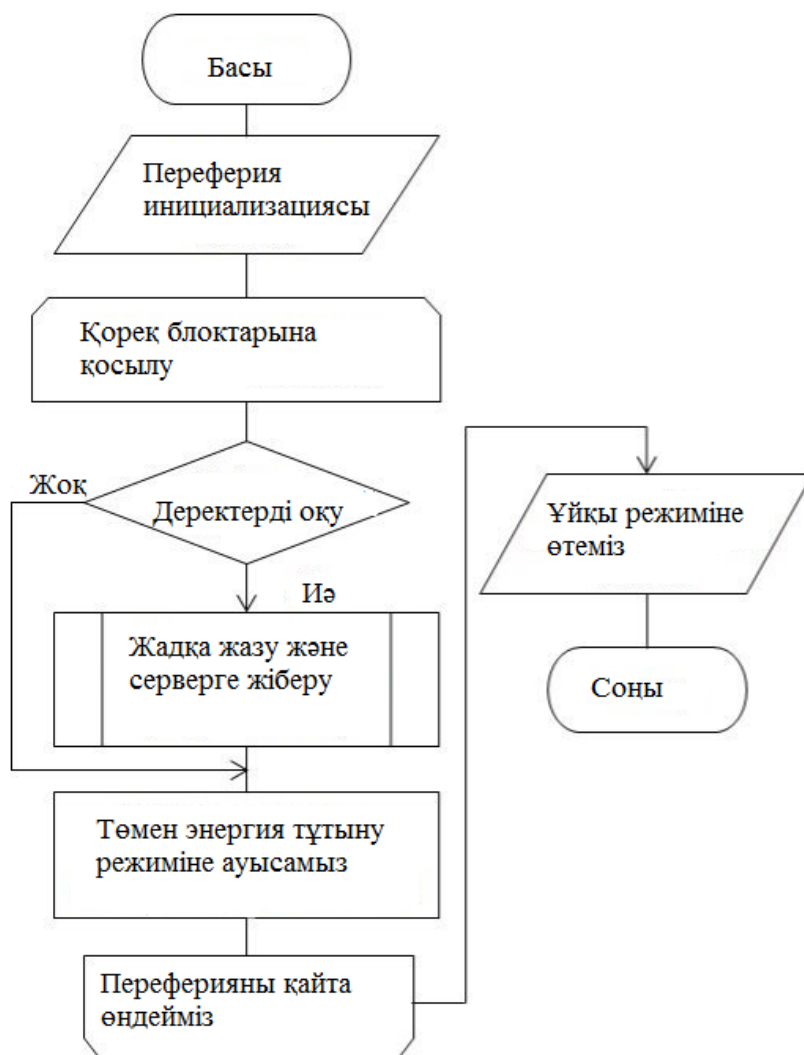 Басы
Переферия
инициализациясы
Қорек блоктарына
қосылу
Жоқ
Деректерді оқу
Иә
Жадқа жазу және
серверге жіберу
Төмен энергия тұтыну
режиміне ауысамыз
Переферияны қайта
өңдейміз
Ұйқы режиміне
өтеміз
Соңы